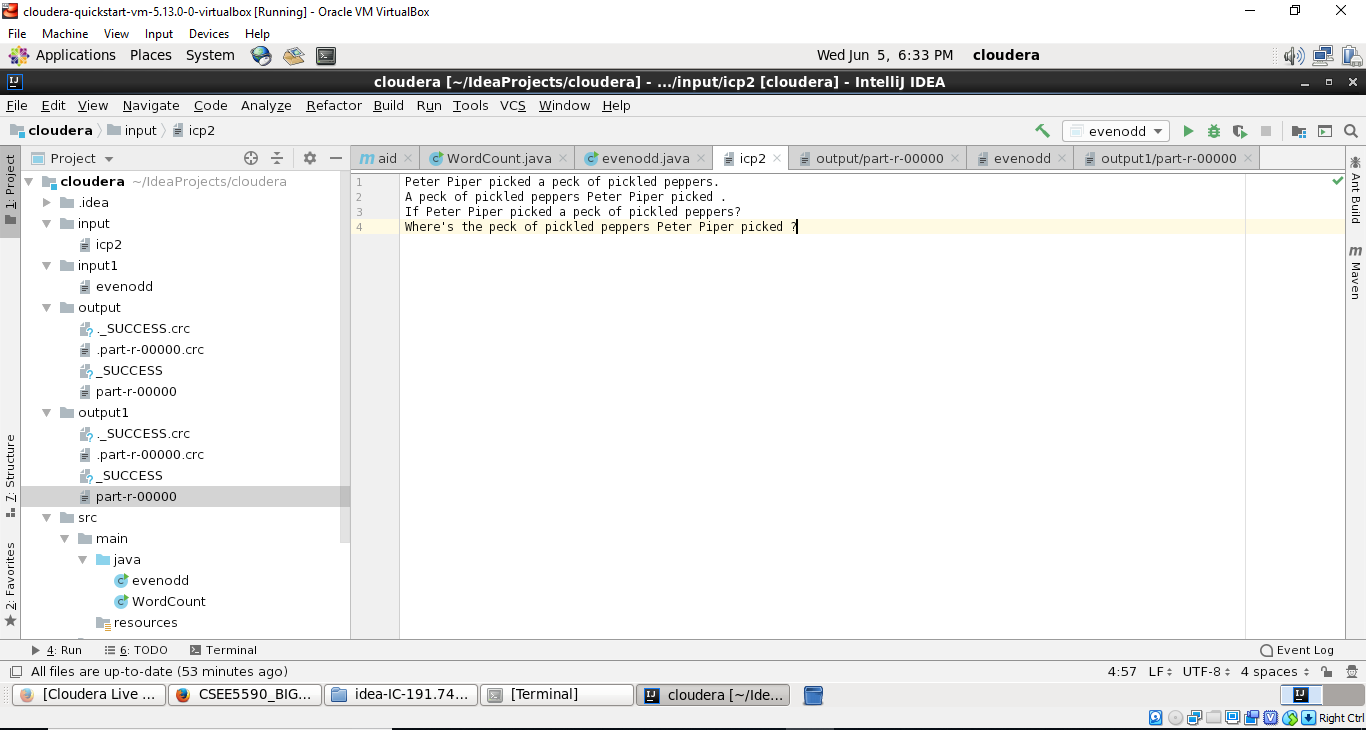 cloudera-quickstart-vm-5.13.0-0-virtualbox [Running] - Oracle VM VirtualBox
File Machine View Input Devices Help
Applications Places System Wed Jun 5, 6:33 PM cloudera
cloudera [~/IdeaProjects/cloudera] - .../input/icp2 [cloudera] - IntelliJ IDEA
File Edit View Navigate Code Analyze Refactor Build Run Tools VCS Window Help
cloudera input icp2 evenodd
Project m aid WordCount.java evenodd.java icp2 output/part-r-00000 evenodd output1/part-r-00000
1: Project
7: Structure
2: Favorites
cloudera ~/IdeaProjects/cloudera
.idea
input
icp2
input1
evenodd
output
._SUCCESS.crc
.part-r-00000.crc
_SUCCESS
part-r-00000
output1
._SUCCESS.crc
.part-r-00000.crc
_SUCCESS
part-r-00000
src
main
java
evenodd
WordCount
resources
1 Peter Piper picked a peck of pickled peppers.
2 A peck of pickled peppers Peter Piper picked .
3 If Peter Piper picked a peck of pickled peppers?
4 Where's the peck of pickled peppers Peter Piper picked ?
Ant Build
m Maven
4: Run 6: TODO Terminal Event Log
All files are up-to-date (53 minutes ago) 4:57 LF UTF-8 4 spaces
[Cloudera Live ... CSEE5590_BIG... idea-IC-191.74... [Terminal] cloudera [~/Ide...
Right Ctrl